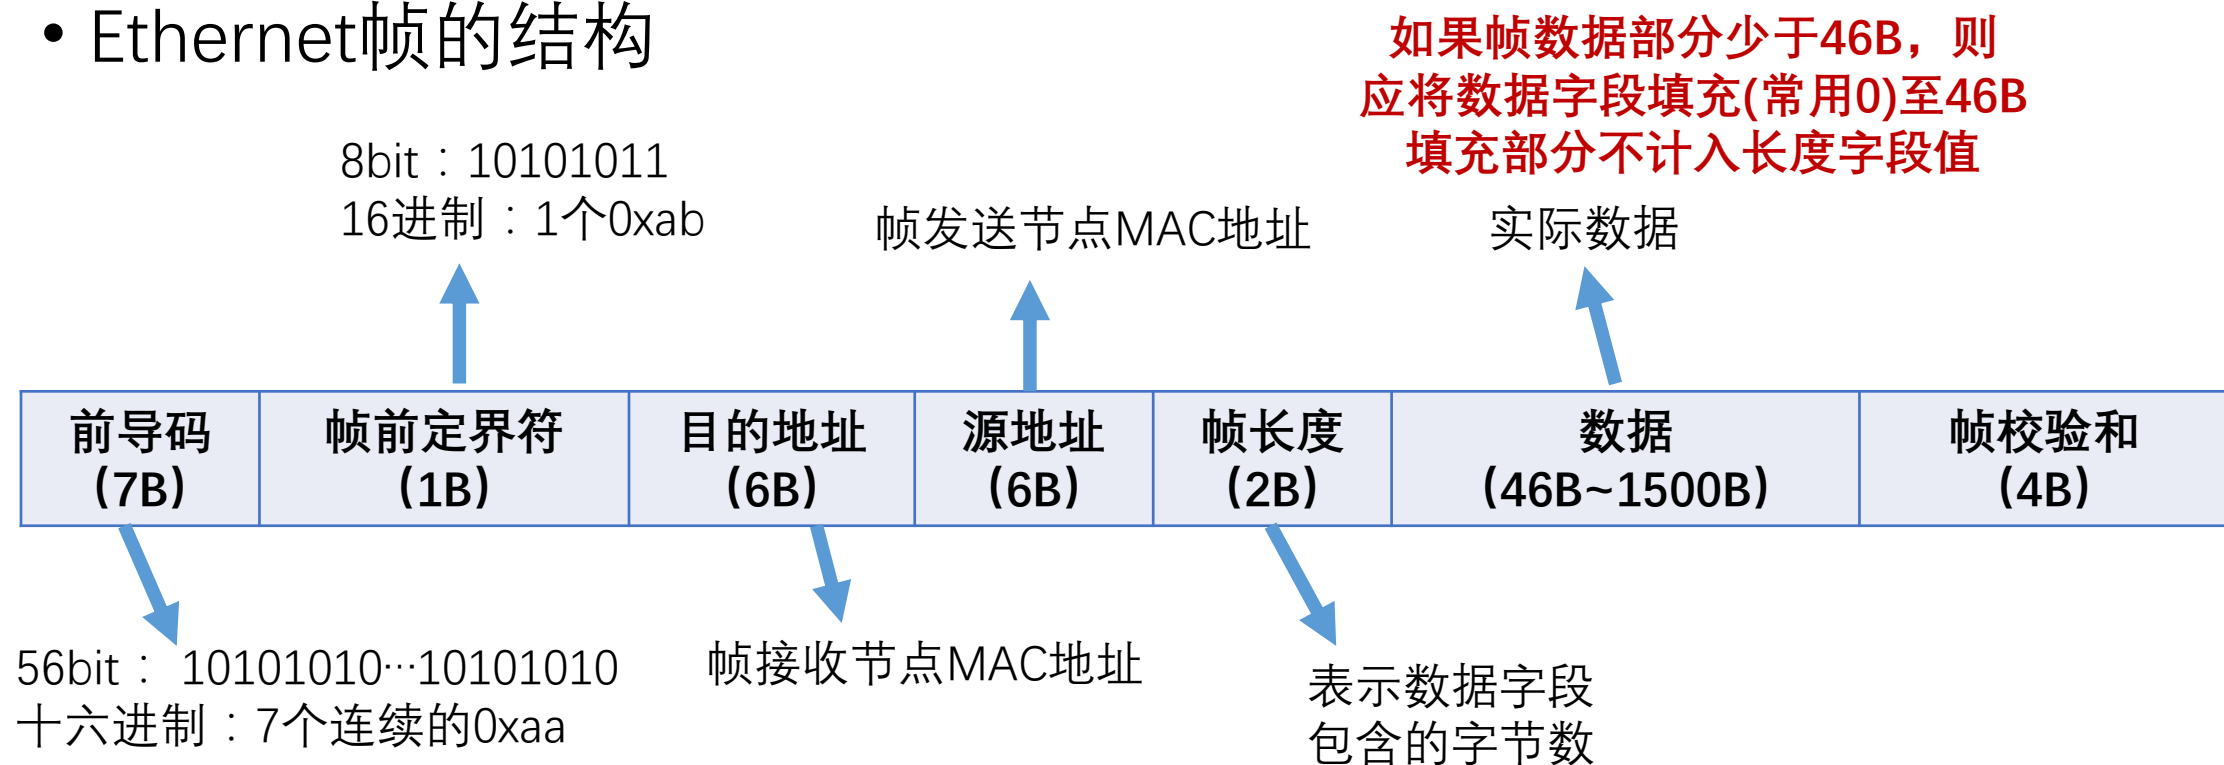 • Ethernet帧的结构
如果帧数据部分少于46B，则
应将数据字段填充(常用0)至46B
填充部分不计入长度字段值
8bit：10101011
16进制：1个0xab
帧发送节点MAC地址
实际数据
前导码 帧前定界符 目的地址 源地址 帧长度 数据 帧校验和
(7B) (1B) (6B) (6B) (2B) (46B~1500B) (4B)
56bit： 10101010…10101010
十六进制：7个连续的0xaa
帧接收节点MAC地址
表示数据字段
包含的字节数